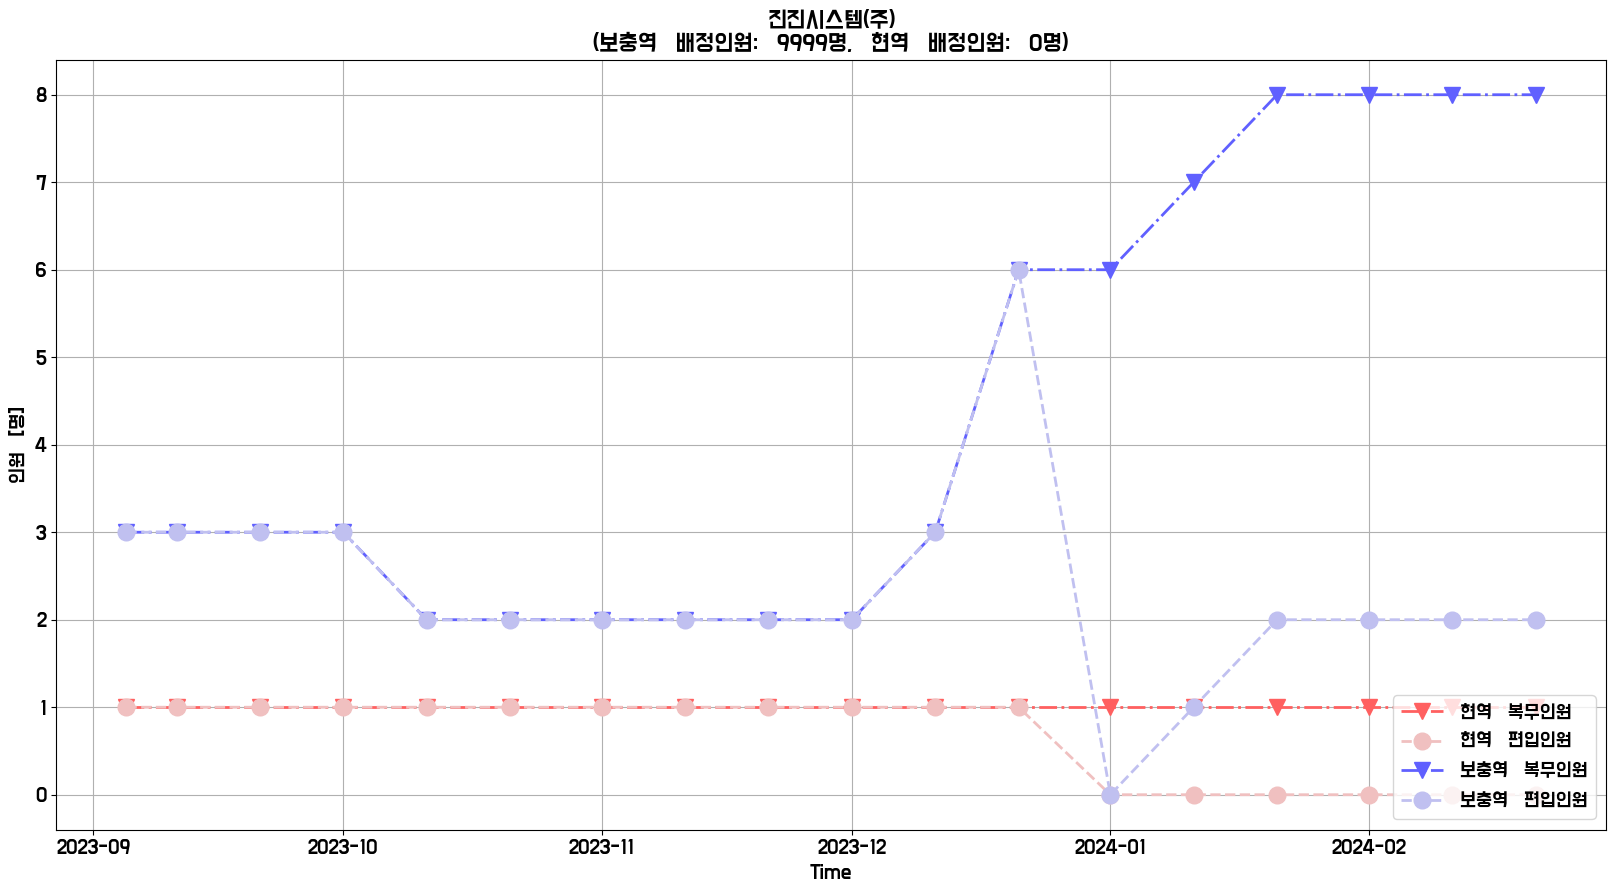 진진시스템(주)
(보충역 배정인원: 9999명, 현역 배정인원: 0명)
8
7
6
5
4
3
2
1
0
인원 [명]
2023-09 2023-10 2023-11 2023-12 2024-01 2024-02
Time
현역 복무인원
현역 편입인원
보충역 복무인원
보충역 편입인원